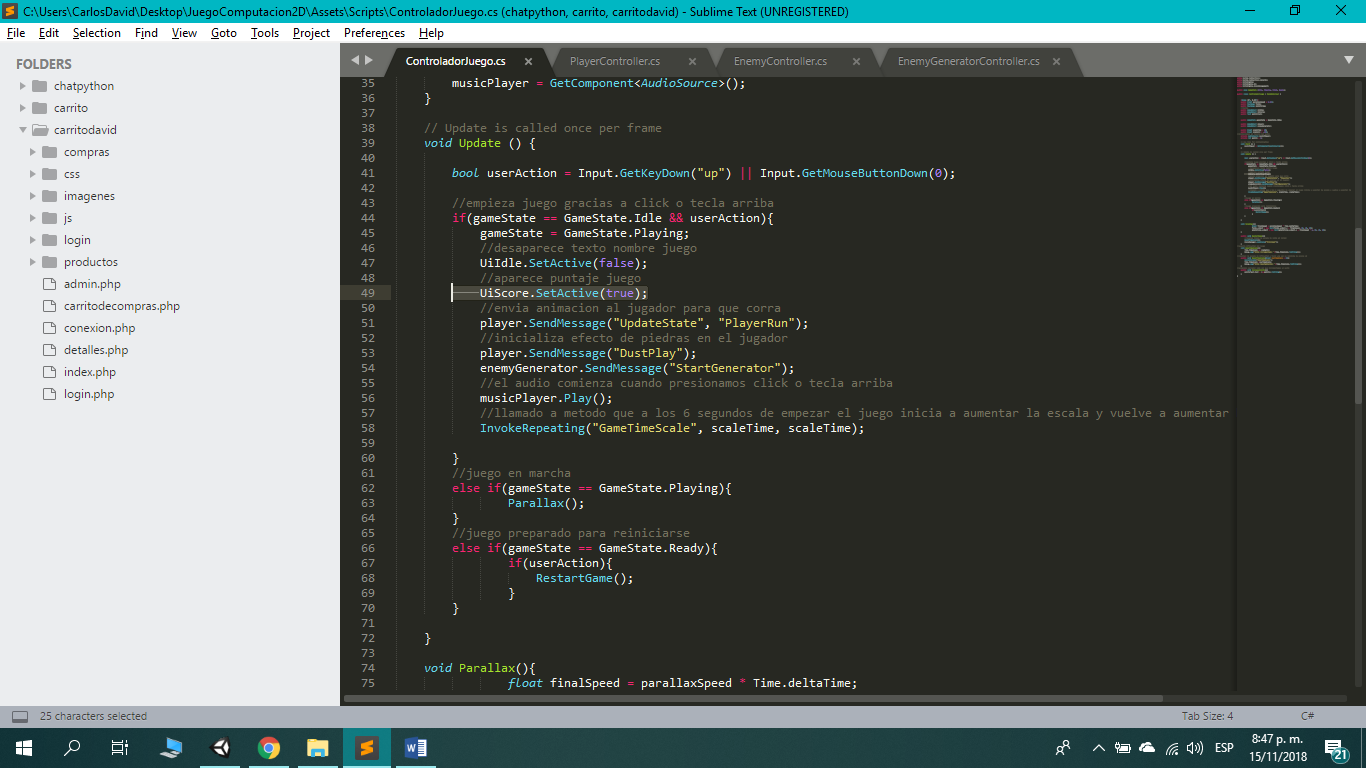 C:\Users\CarlosDavid\Desktop\JuegoComputacion2D\Assets\Scripts\ControladorJuego.cs (chatpython, carrito, carritodavid) - Sublime Text (UNREGISTERED)
File Edit Selection Find View Goto Tools Project Preferences Help
FOLDERS
chatpython
carrito
carritodavid
compras
css
imagenes
js
login
productos
admin.php
carritodecompras.php
conexion.php
detalles.php
index.php
login.php
ControladorJuego.cs PlayerController.cs EnemyController.cs EnemyGeneratorController.cs
35 musicPlayer = GetComponent<AudioSource>();
36 }
37
38 // Update is called once per frame
39 void Update () {
40
41 bool userAction = Input.GetKeyDown("up") || Input.GetMouseButtonDown(0);
42
43 //empieza juego gracias a click o tecla arriba
44 if(gameState == GameState.Idle && userAction){
45 gameState = GameState.Playing;
46 //desaparece texto nombre juego
47 UiIdle.SetActive(false);
48 //aparece puntaje juego
49 UiScore.SetActive(true);
50 //envia animacion al jugador para que corra
51 player.SendMessage("UpdateState", "PlayerRun");
52 //inicializa efecto de piedras en el jugador
53 player.SendMessage("DustPlay");
54 enemyGenerator.SendMessage("StartGenerator");
55 //el audio comienza cuando presionamos click o tecla arriba
56 musicPlayer.Play();
57 //llamado a metodo que a los 6 segundos de empezar el juego inicia a aumentar la escala y vuelve a aumentar
58 InvokeRepeating("GameTimeScale", scaleTime, scaleTime);
59
60 }
61 //juego en marcha
62 else if(gameState == GameState.Playing){
63 Parallax();
64 }
65 //juego preparado para reiniciarse
66 else if(gameState == GameState.Ready){
67 if(userAction){
68 RestartGame();
69 }
70 }
71
72 }
73
74 void Parallax(){
75 float finalSpeed = parallaxSpeed * Time.deltaTime;
25 characters selected Tab Size: 4 C#
ESP
8:47 p. m.
15/11/2018
21